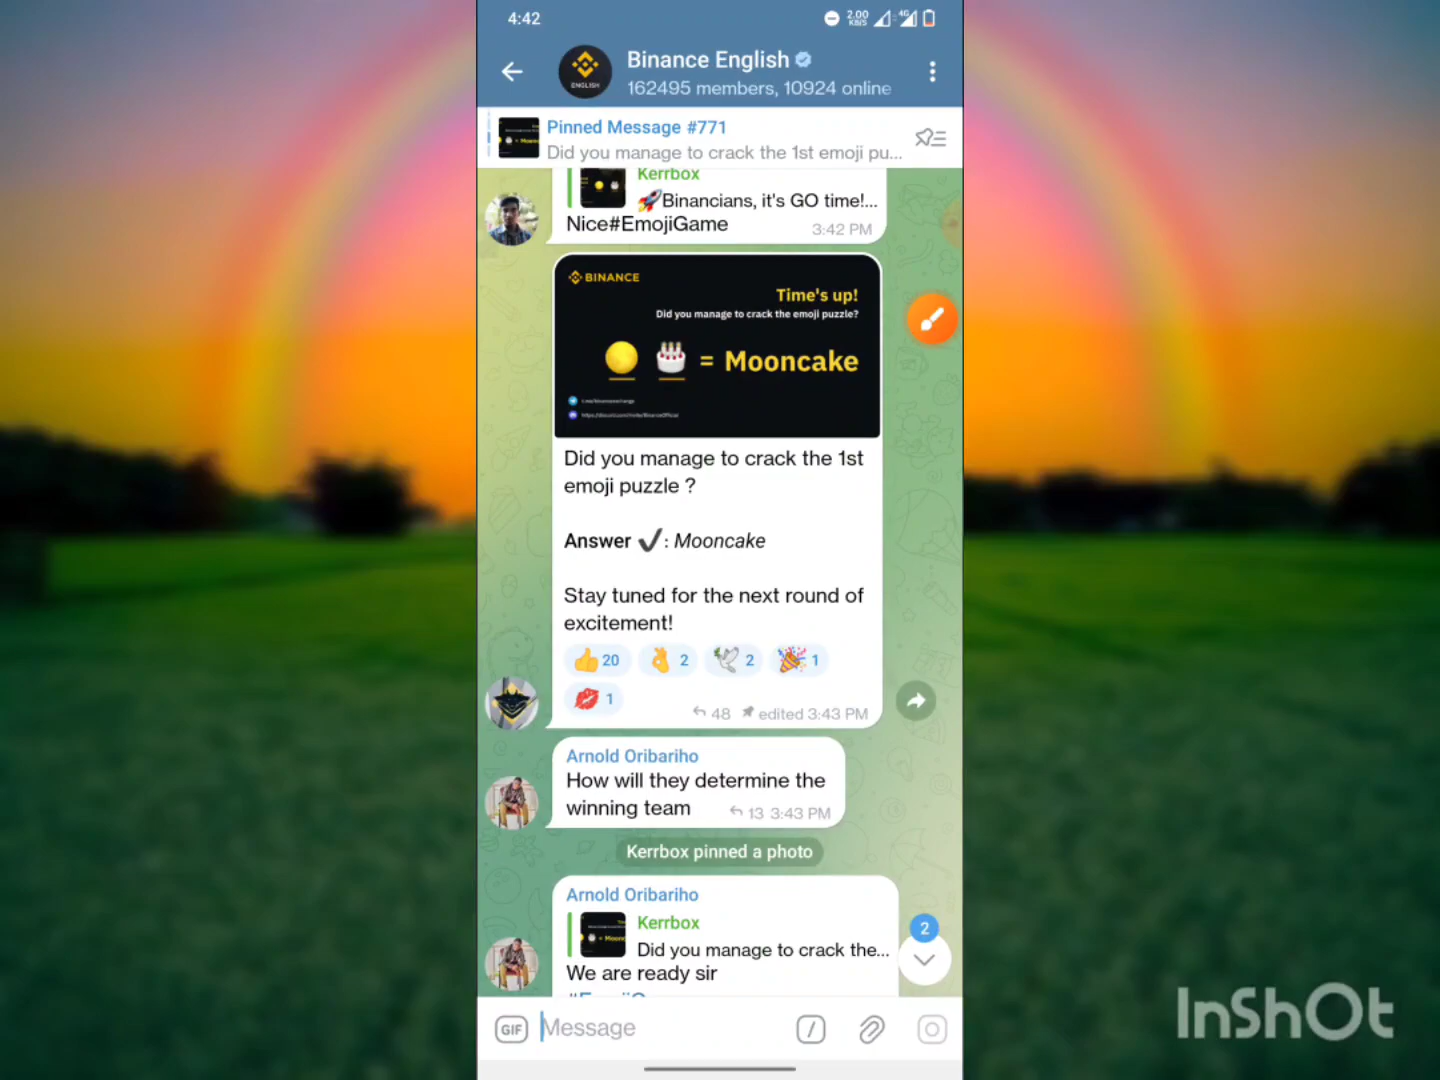 4:42
2.00
KB/S
4G
ENGLISH
Binance English
162495 members, 10924 online
Pinned Message #771
Did you manage to crack the 1st emoji pu...
Kerrbox
🚀Binancians, it's GO time!...
Nice#EmojiGame
3:42 PM
BINANCE
Time's up!
Did you manage to crack the emoji puzzle?
= Mooncake
Did you manage to crack the 1st
emoji puzzle ?
Answer ✔: Mooncake
Stay tuned for the next round of
excitement!
👍 20 👌 2 🕊 2 🎉 1
💋 1
48 edited 3:43 PM
Arnold Oribariho
How will they determine the
winning team
13 3:43 PM
Kerrbox pinned a photo
Arnold Oribariho
Kerrbox
Did you manage to crack the...
We are ready sir
2
GIF
Message
InShOt